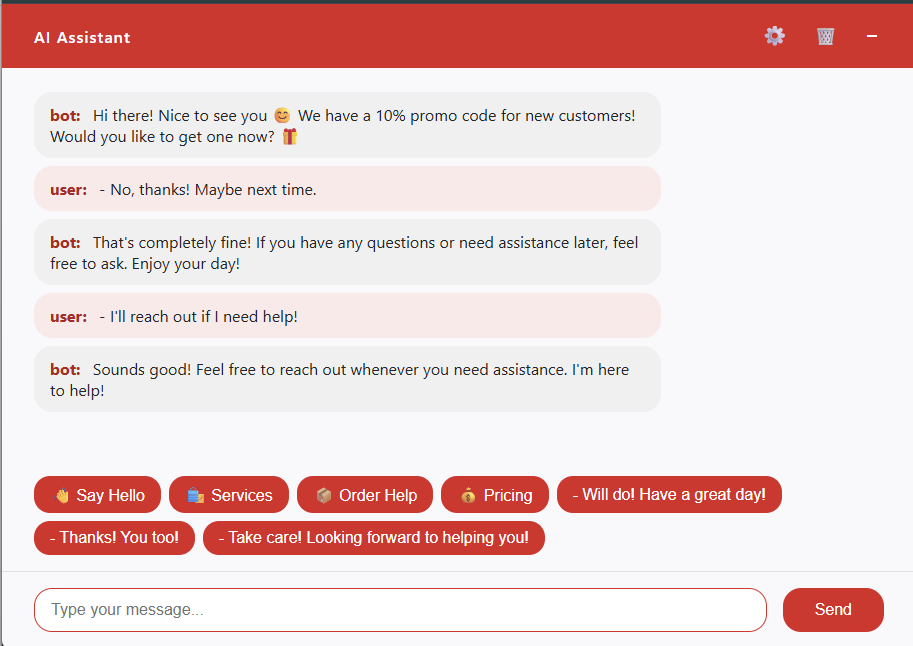 AI Assistant
bot: Hi there! Nice to see you 😊 We have a 10% promo code for new customers!
Would you like to get one now? 🎁
user: - No, thanks! Maybe next time.
bot: That's completely fine! If you have any questions or need assistance later, feel
free to ask. Enjoy your day!
user: - I'll reach out if I need help!
bot: Sounds good! Feel free to reach out whenever you need assistance. I'm here
to help!
👋 Say Hello 🛍️ Services 📦 Order Help 💰 Pricing - Will do! Have a great day!
- Thanks! You too! - Take care! Looking forward to helping you!
Type your message... Send